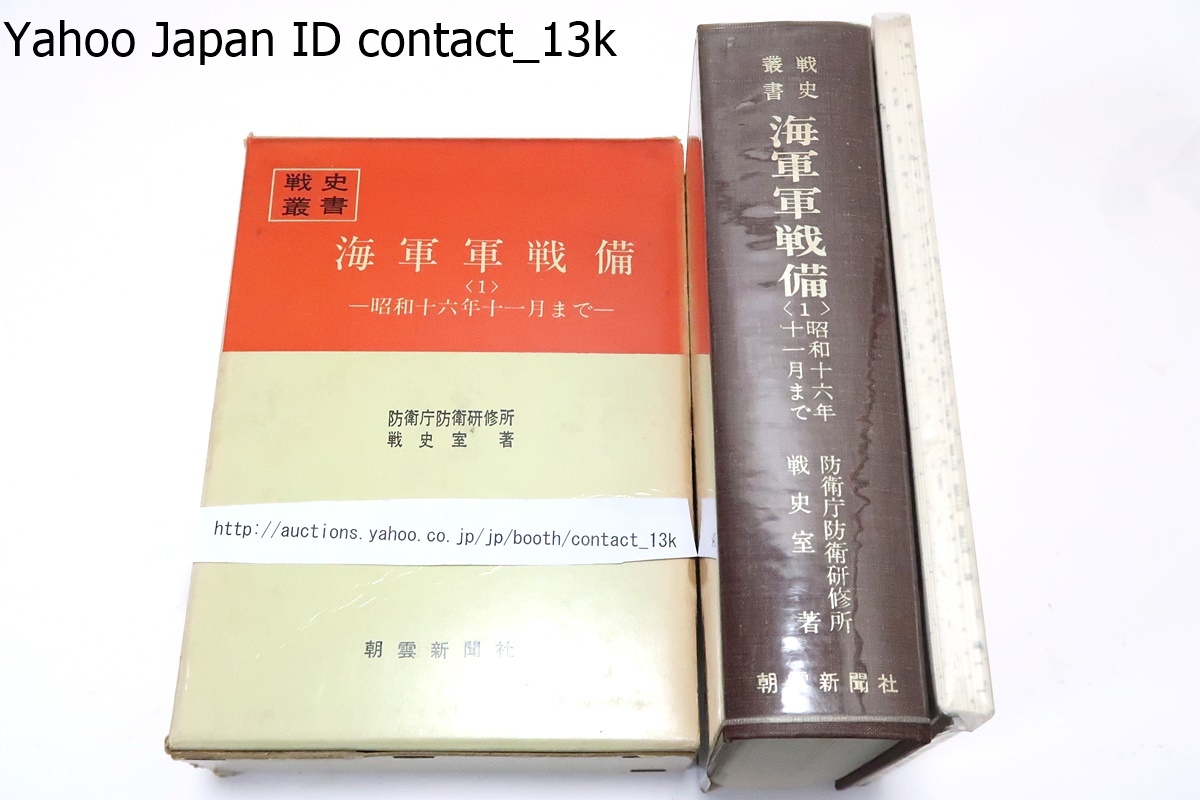 Yahoo Japan ID contact_13k
戦史
叢書
海軍軍戦備
〈1〉
—昭和十六年十一月まで—
防衛庁防衛研修所
戦史室 著
http://auctions.yahoo.co.jp/jp/booth/contact_13k
朝雲新聞社
戦史
叢書
海軍軍戦備
〈1〉
昭和十六年
十一月まで
防衛庁防衛研修所
戦史室 著
朝雲新聞社